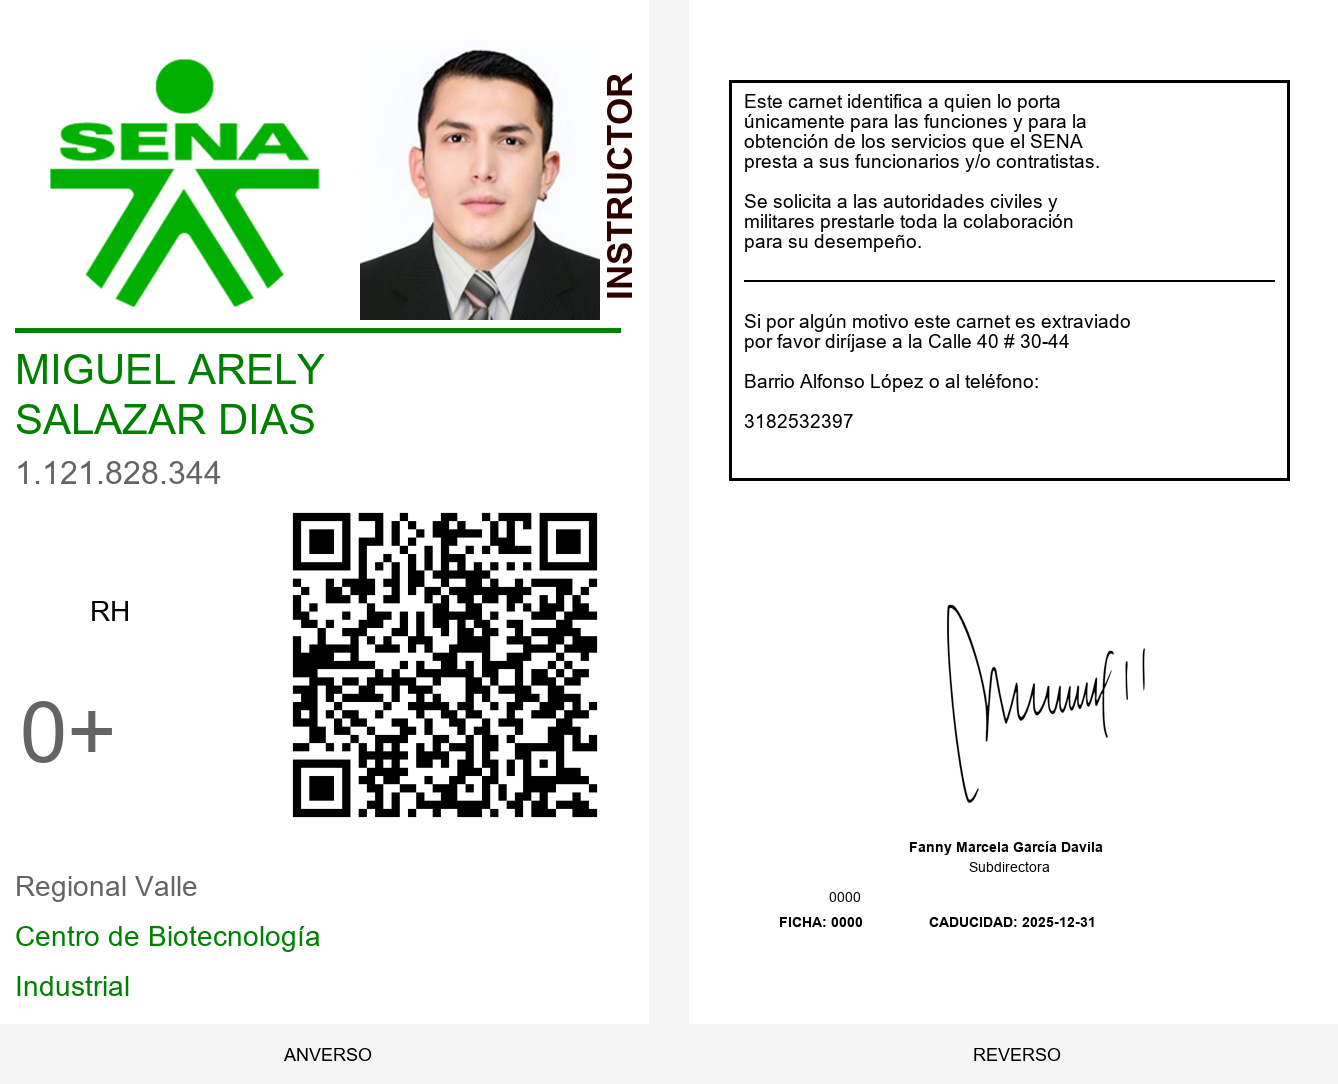 SENA
INSTRUCTOR
MIGUEL ARELY
SALAZAR DIAS
1.121.828.344
RH
0+
Regional Valle
Centro de Biotecnología
Industrial
ANVERSO
Este carnet identifica a quien lo porta
únicamente para las funciones y para la
obtención de los servicios que el SENA
presta a sus funcionarios y/o contratistas.
Se solicita a las autoridades civiles y
militares prestarle toda la colaboración
para su desempeño.
Si por algún motivo este carnet es extraviado
por favor diríjase a la Calle 40 # 30-44
Barrio Alfonso López o al teléfono:
3182532397
Fanny Marcela García Davila
Subdirectora
0000
FICHA: 0000 CADUCIDAD: 2025-12-31
REVERSO